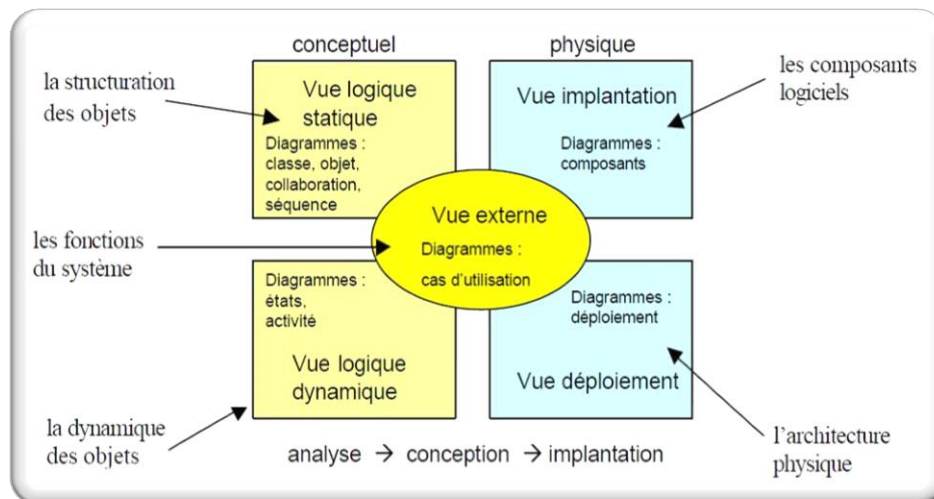 conceptuel
physique
la structuration
des objets
Vue logique
statique
Diagrammes :
classe, objet,
collaboration,
séquence
Vue implantation
Diagrammes :
composants
les composants
logiciels
les fonctions
du système
Vue externe
Diagrammes :
cas d'utilisation
Diagrammes :
états,
activité
Vue logique
dynamique
Diagrammes :
déploiement
Vue déploiement
la dynamique
des objets
l'architecture
physique
analyse → conception → implantation